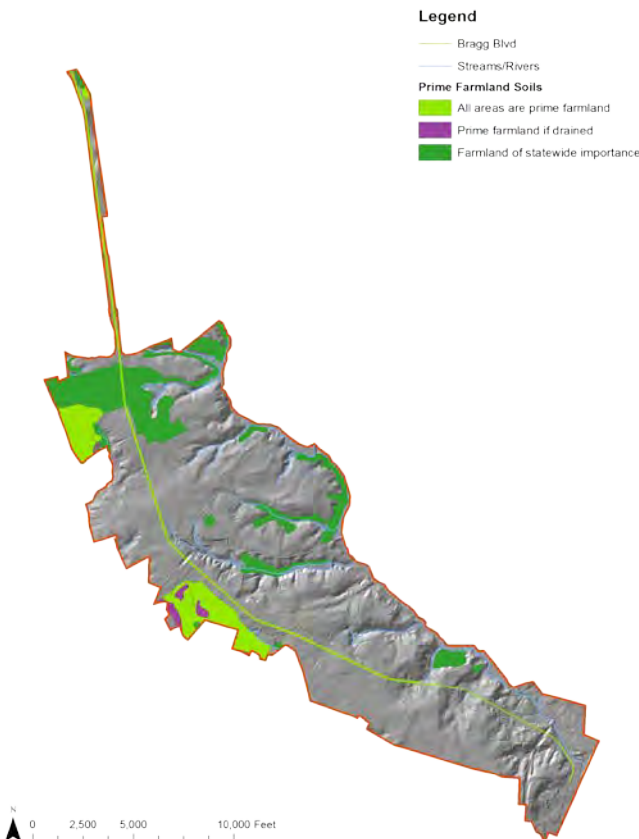 Legend
Bragg Blvd
Streams/Rivers
Prime Farmland Soils
All areas are prime farmland
Prime farmland if drained
Farmland of statewide importance
N
0 2,500 5,000 10,000 Feet